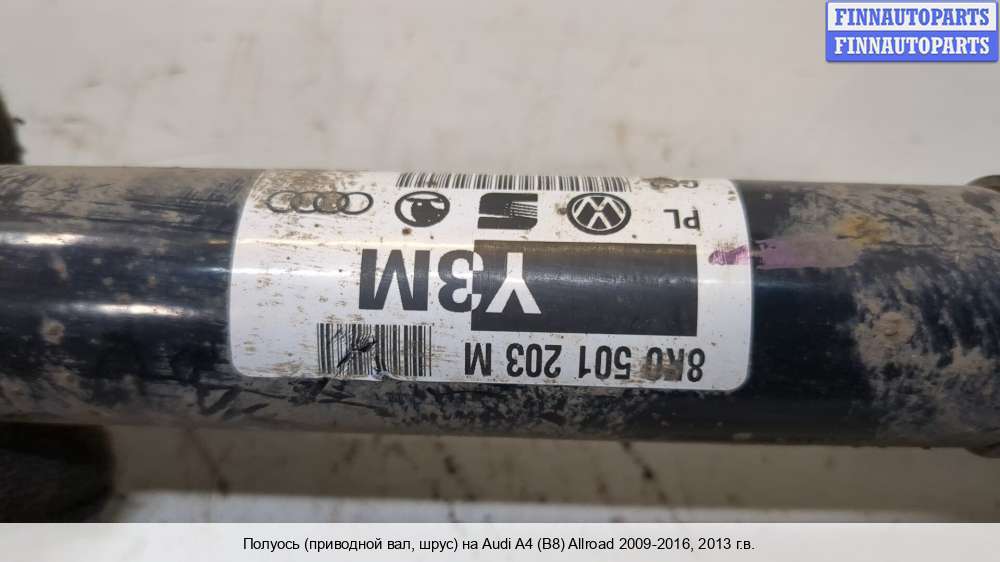 FINNAUTOPARTS
FINNAUTOPARTS
8R0 501 203 M
Y3M
PL
Полуось (приводной вал, шрус) на Audi A4 (B8) Allroad 2009-2016, 2013 г.в.